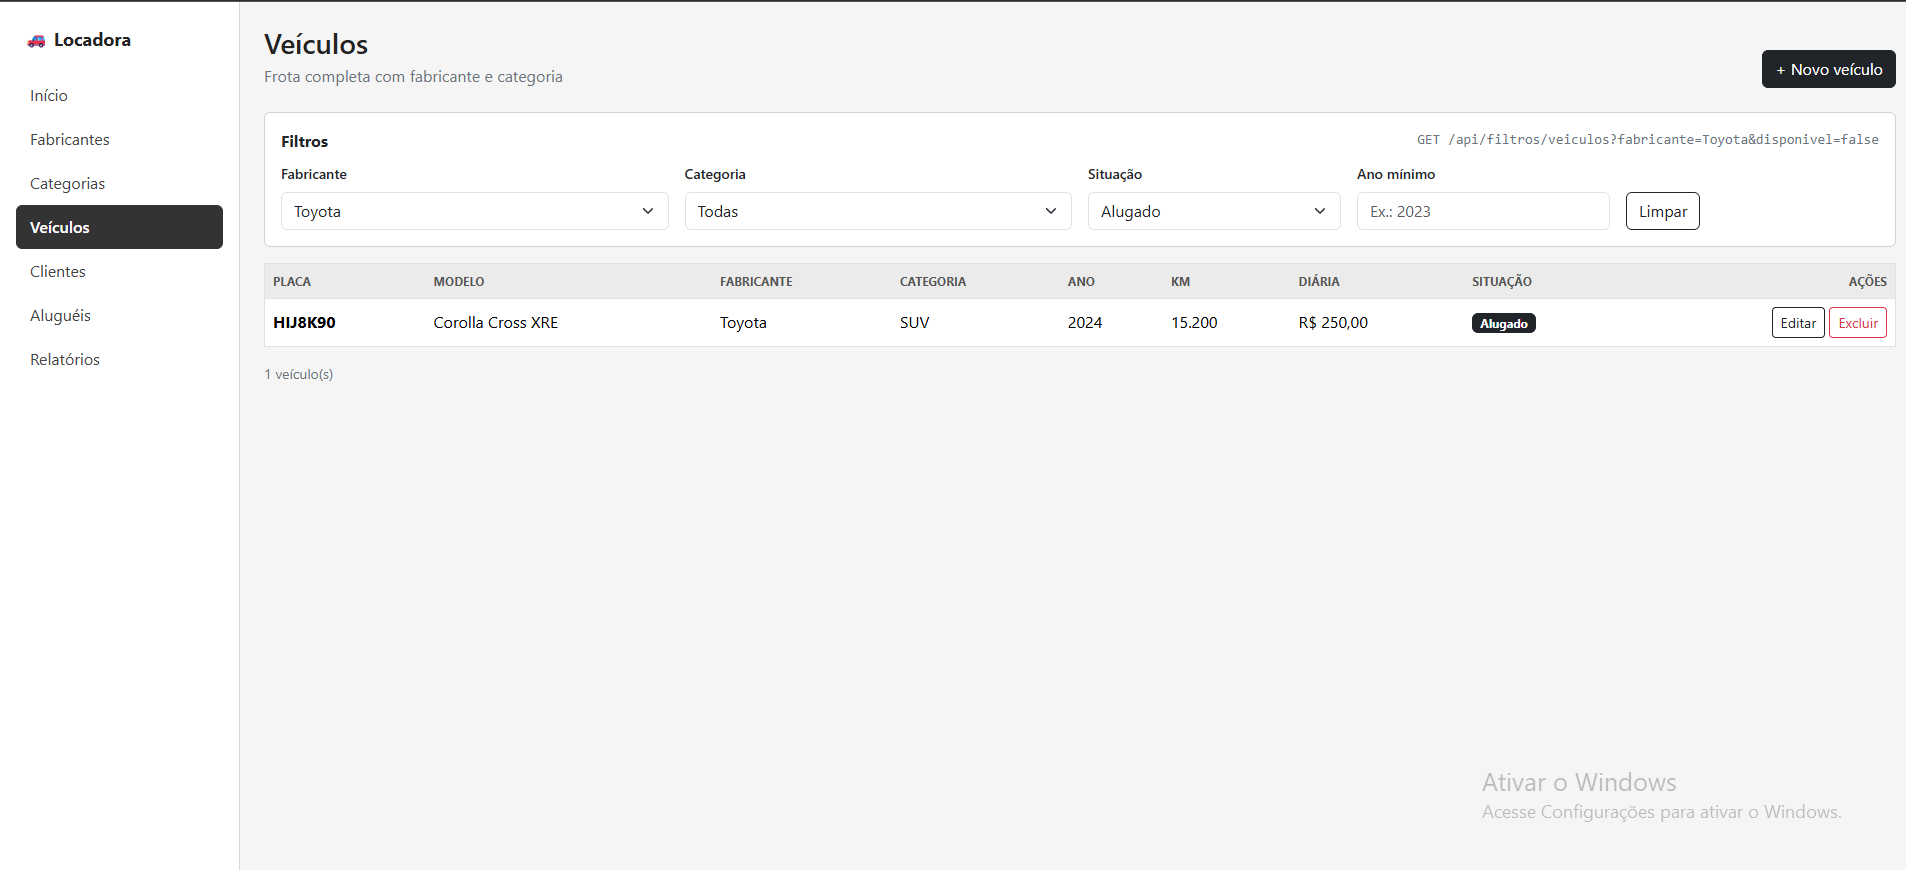 Locadora
Início
Fabricantes
Categorias
Veículos
Clientes
Aluguéis
Relatórios
Veículos
Frota completa com fabricante e categoria
+ Novo veículo
Filtros
GET /api/filtros/veiculos?fabricante=Toyota&disponivel=false
Fabricante Categoria Situação Ano mínimo
Toyota Todas Alugado Ex.: 2023 Limpar
PLACA MODELO FABRICANTE CATEGORIA ANO KM DIÁRIA SITUAÇÃO AÇÕES
HIJ8K90 Corolla Cross XRE Toyota SUV 2024 15.200 R$ 250,00 Alugado Editar Excluir
1 veículo(s)
Ativar o Windows
Acesse Configurações para ativar o Windows.